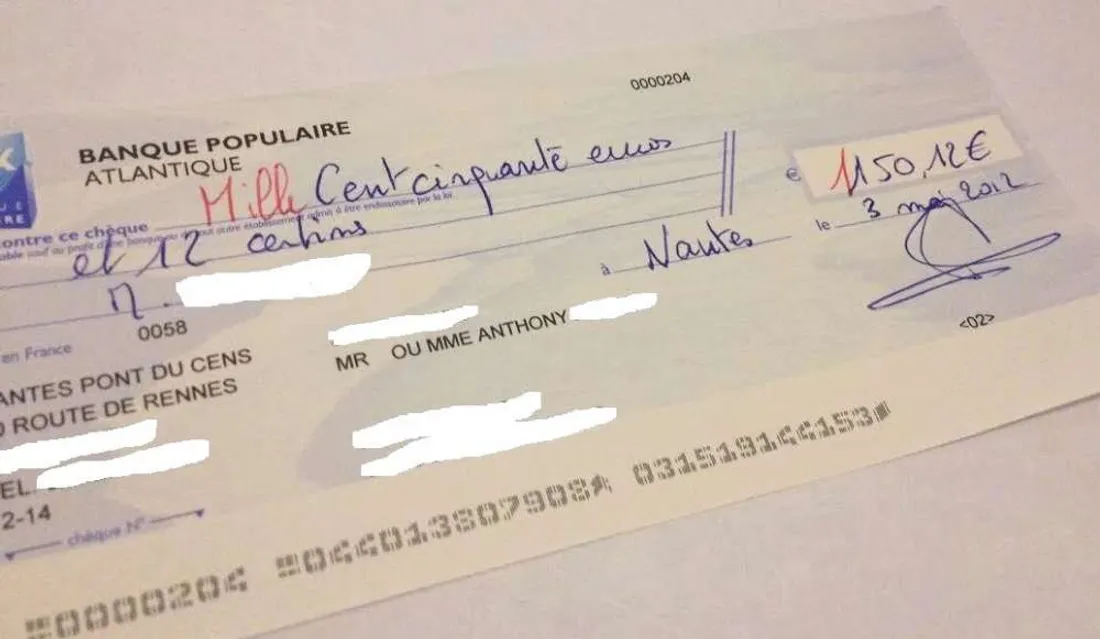 0000204
BANQUE POPULAIRE
ATLANTIQUE
contre ce chèque Mille Cent cinquante euros
€ 1150,12€
et 12 centimes
à Nantes le 3 mai 2012
M.
0058
en France
MR OU MME ANTHONY
<02>
ANTES PONT DU CENS
ROUTE DE RENNES
EL.
2-14
chèque N°
0000204 044013807908 031519144153